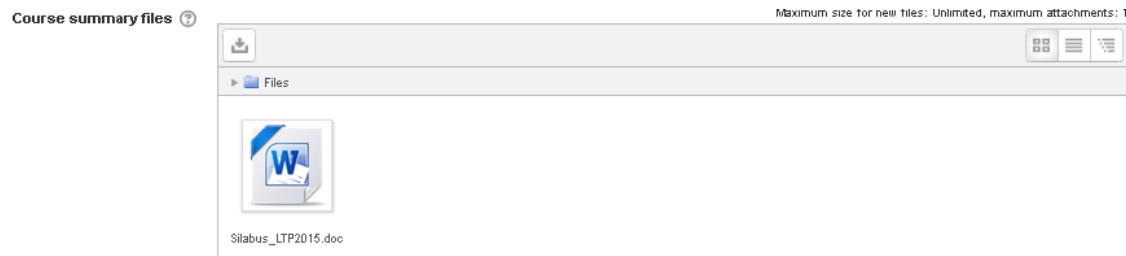 Course summary files
Maximum size for new files: Unlimited, maximum attachments: 1
Files
W
Silabus_LTP2015.doc